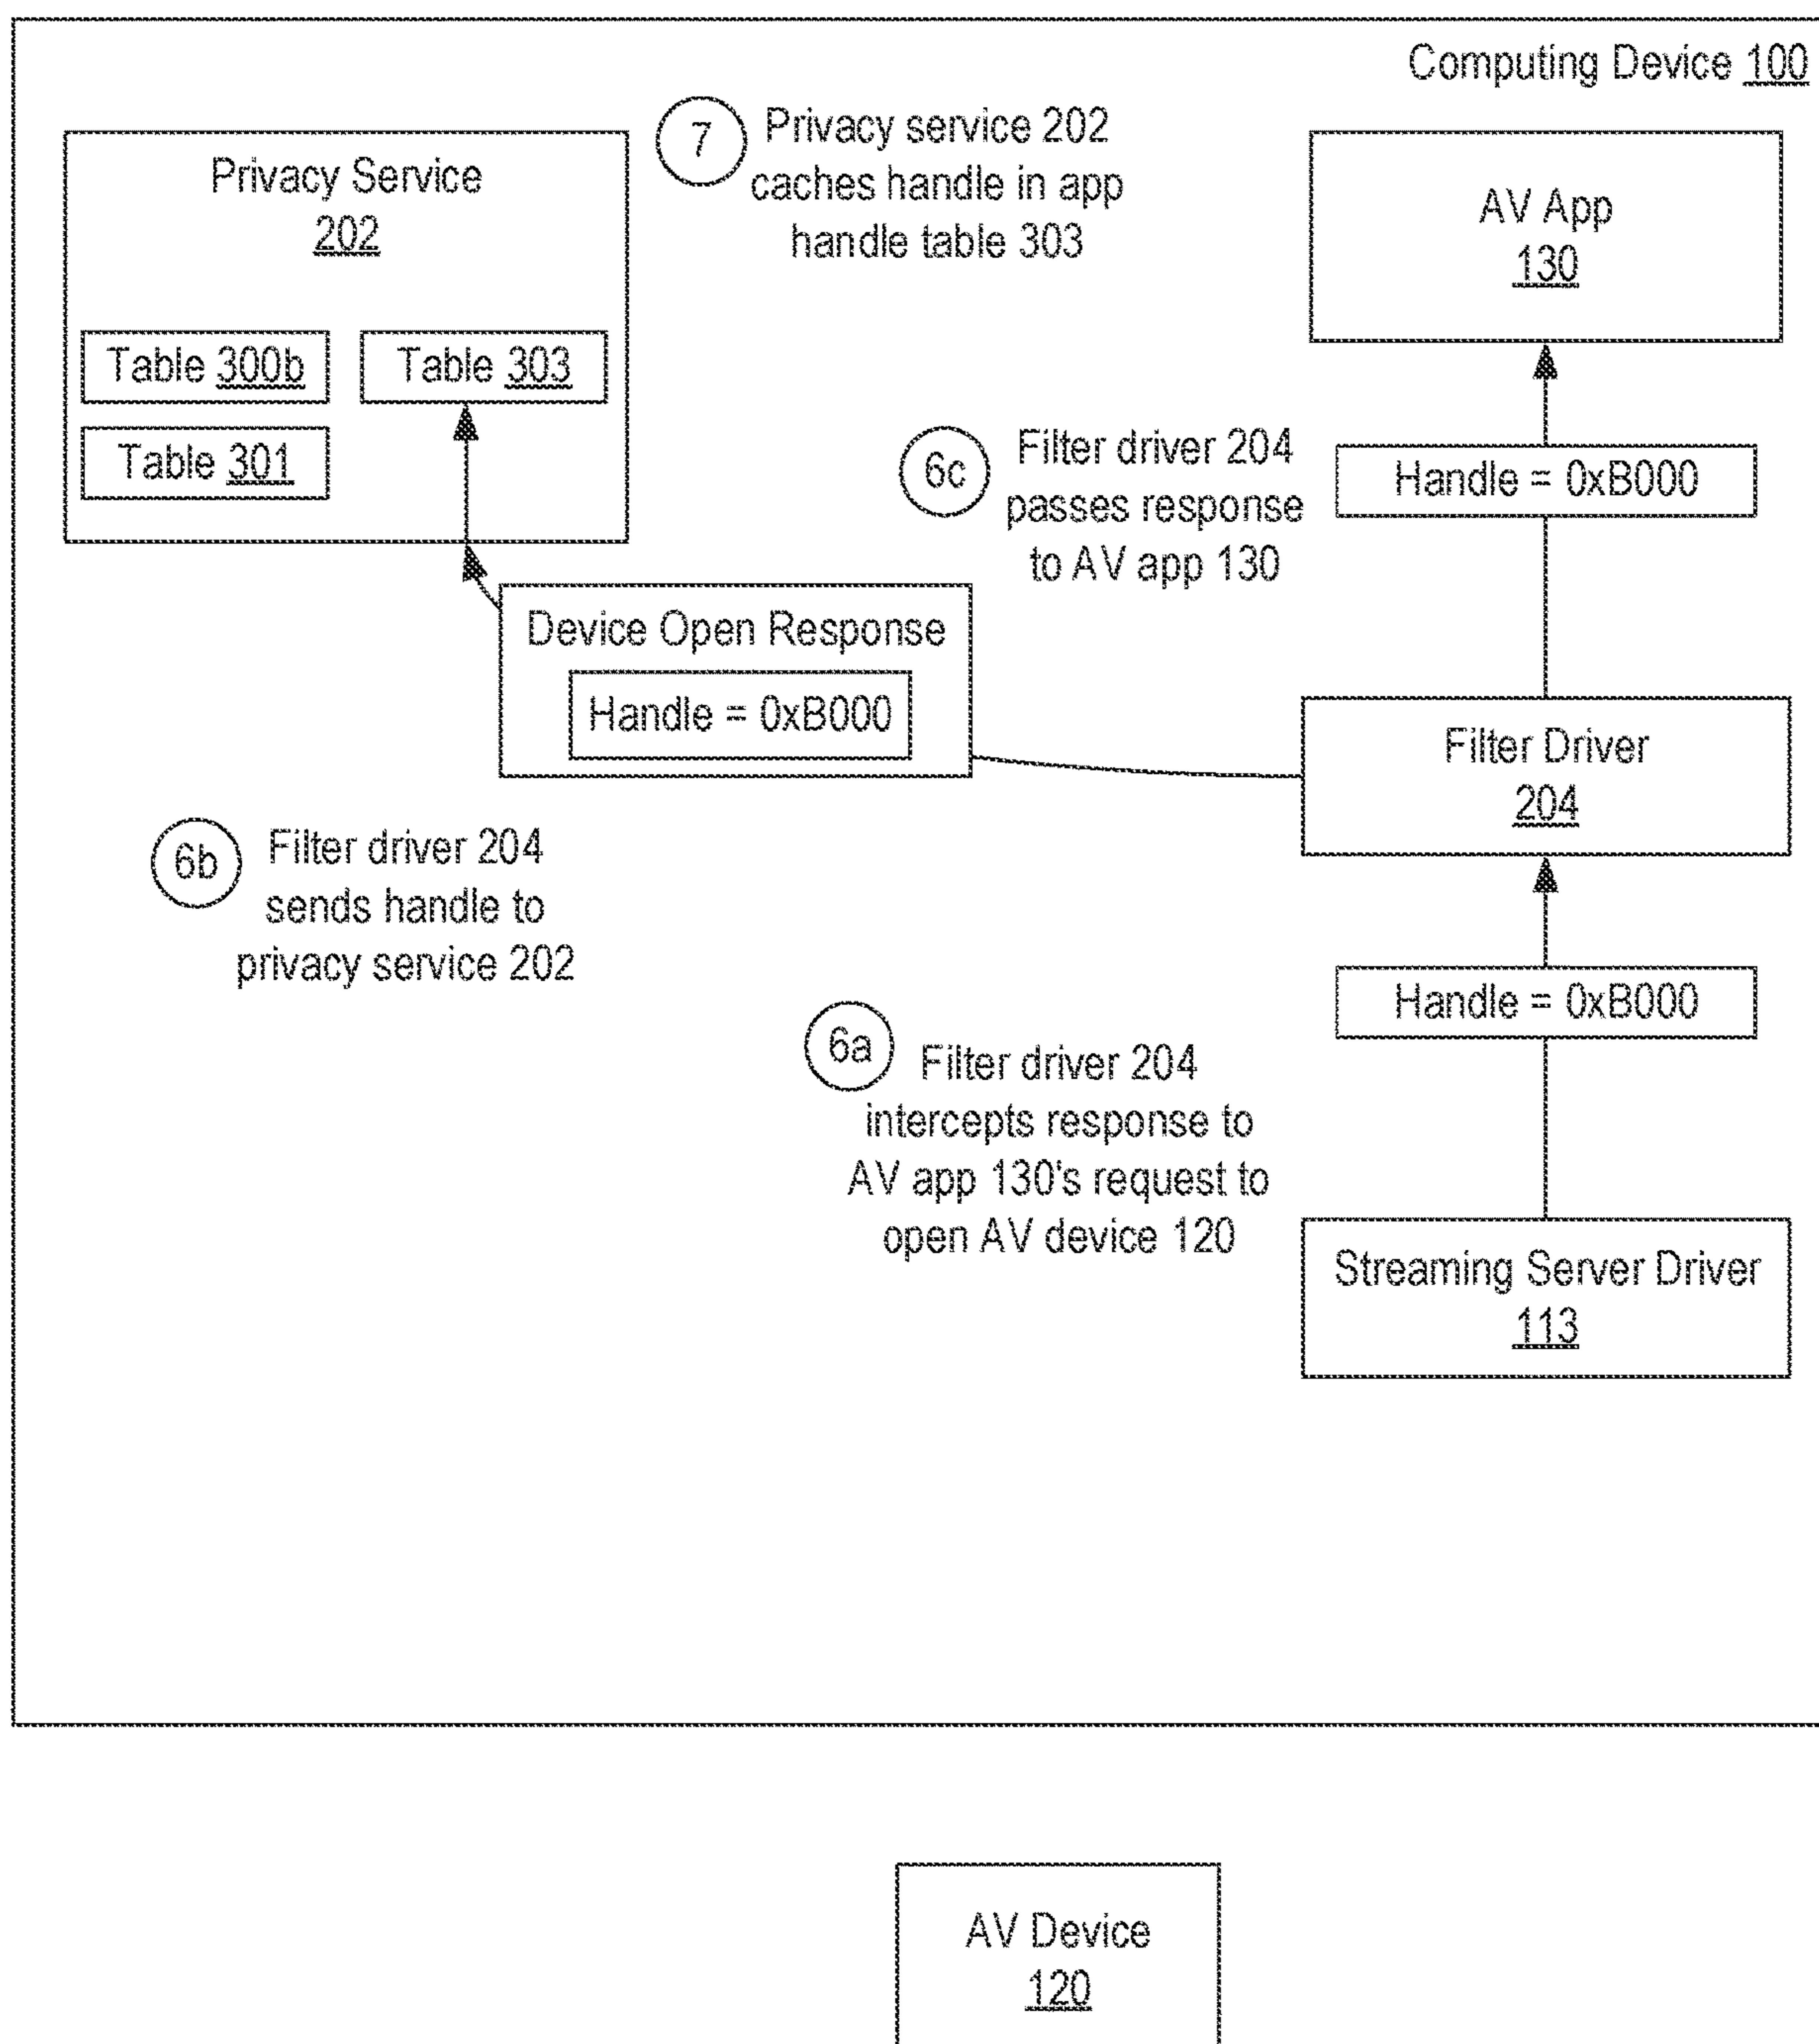 Computing Device 100
Privacy Service
202
Table 300b
Table 303
Table 301
7
Privacy service 202
caches handle in app
handle table 303
AV App
130
6c
Filter driver 204
passes response
to AV app 130
Handle = 0xB000
Device Open Response
Handle = 0xB000
Filter Driver
204
6b
Filter driver 204
sends handle to
privacy service 202
Handle = 0xB000
6a
Filter driver 204
intercepts response to
AV app 130's request to
open AV device 120
Streaming Server Driver
113
AV Device
120